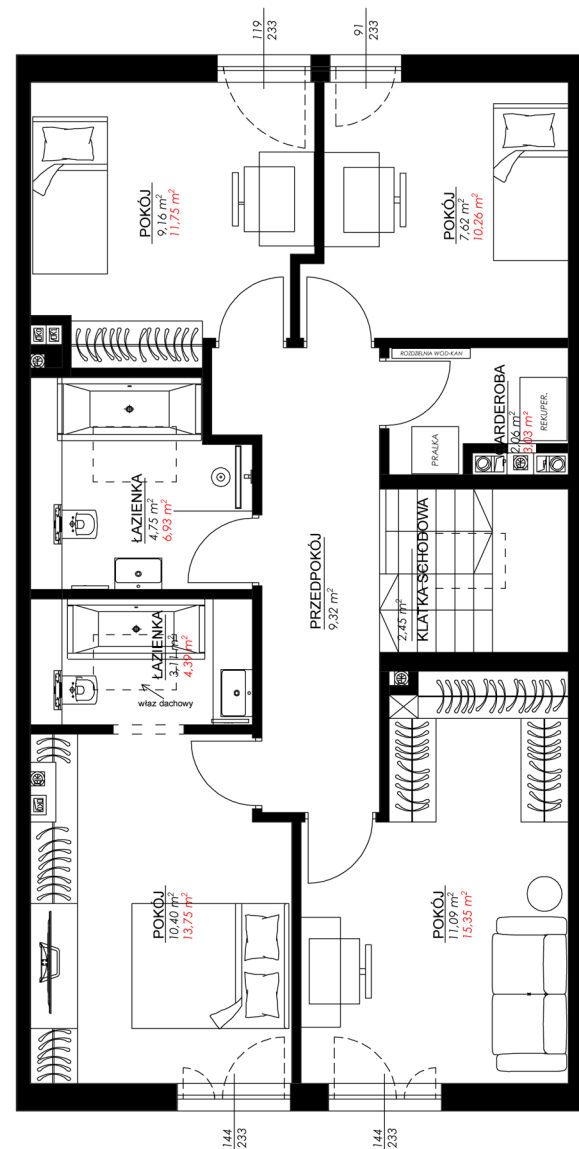 119
233
91
233
POKÓJ
9,16 m²
11,75 m²
POKÓJ
7,62 m²
10,26 m²
ROZDZIELNIA WOD-KAN
GARDEROBA
2,06 m²
3,03 m²
REKUPER.
PRALKA
ŁAZIENKA
4,75 m²
6,93 m²
PRZEDPOKÓJ
9,32 m²
2,45 m²
KLATKA SCHODOWA
ŁAZIENKA
3,11 m²
4,39 m²
właz dachowy
POKÓJ
10,40 m²
13,75 m²
POKÓJ
11,09 m²
15,35 m²
144
233
144
233